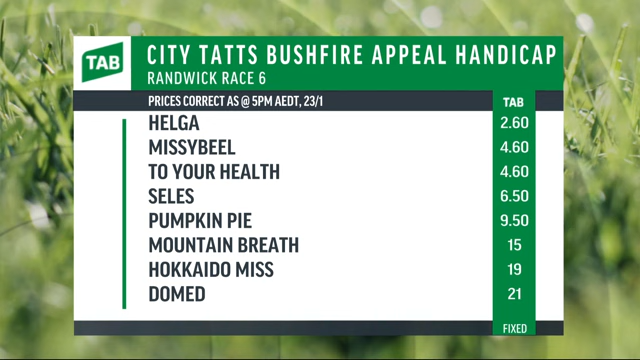 TAB
CITY TATTS BUSHFIRE APPEAL HANDICAP
RANDWICK RACE 6
PRICES CORRECT AS @ 5PM AEDT, 23/1 TAB
HELGA 2.60
MISSYBEEL 4.60
TO YOUR HEALTH 4.60
SELES 6.50
PUMPKIN PIE 9.50
MOUNTAIN BREATH 15
HOKKAIDO MISS 19
DOMED 21
FIXED